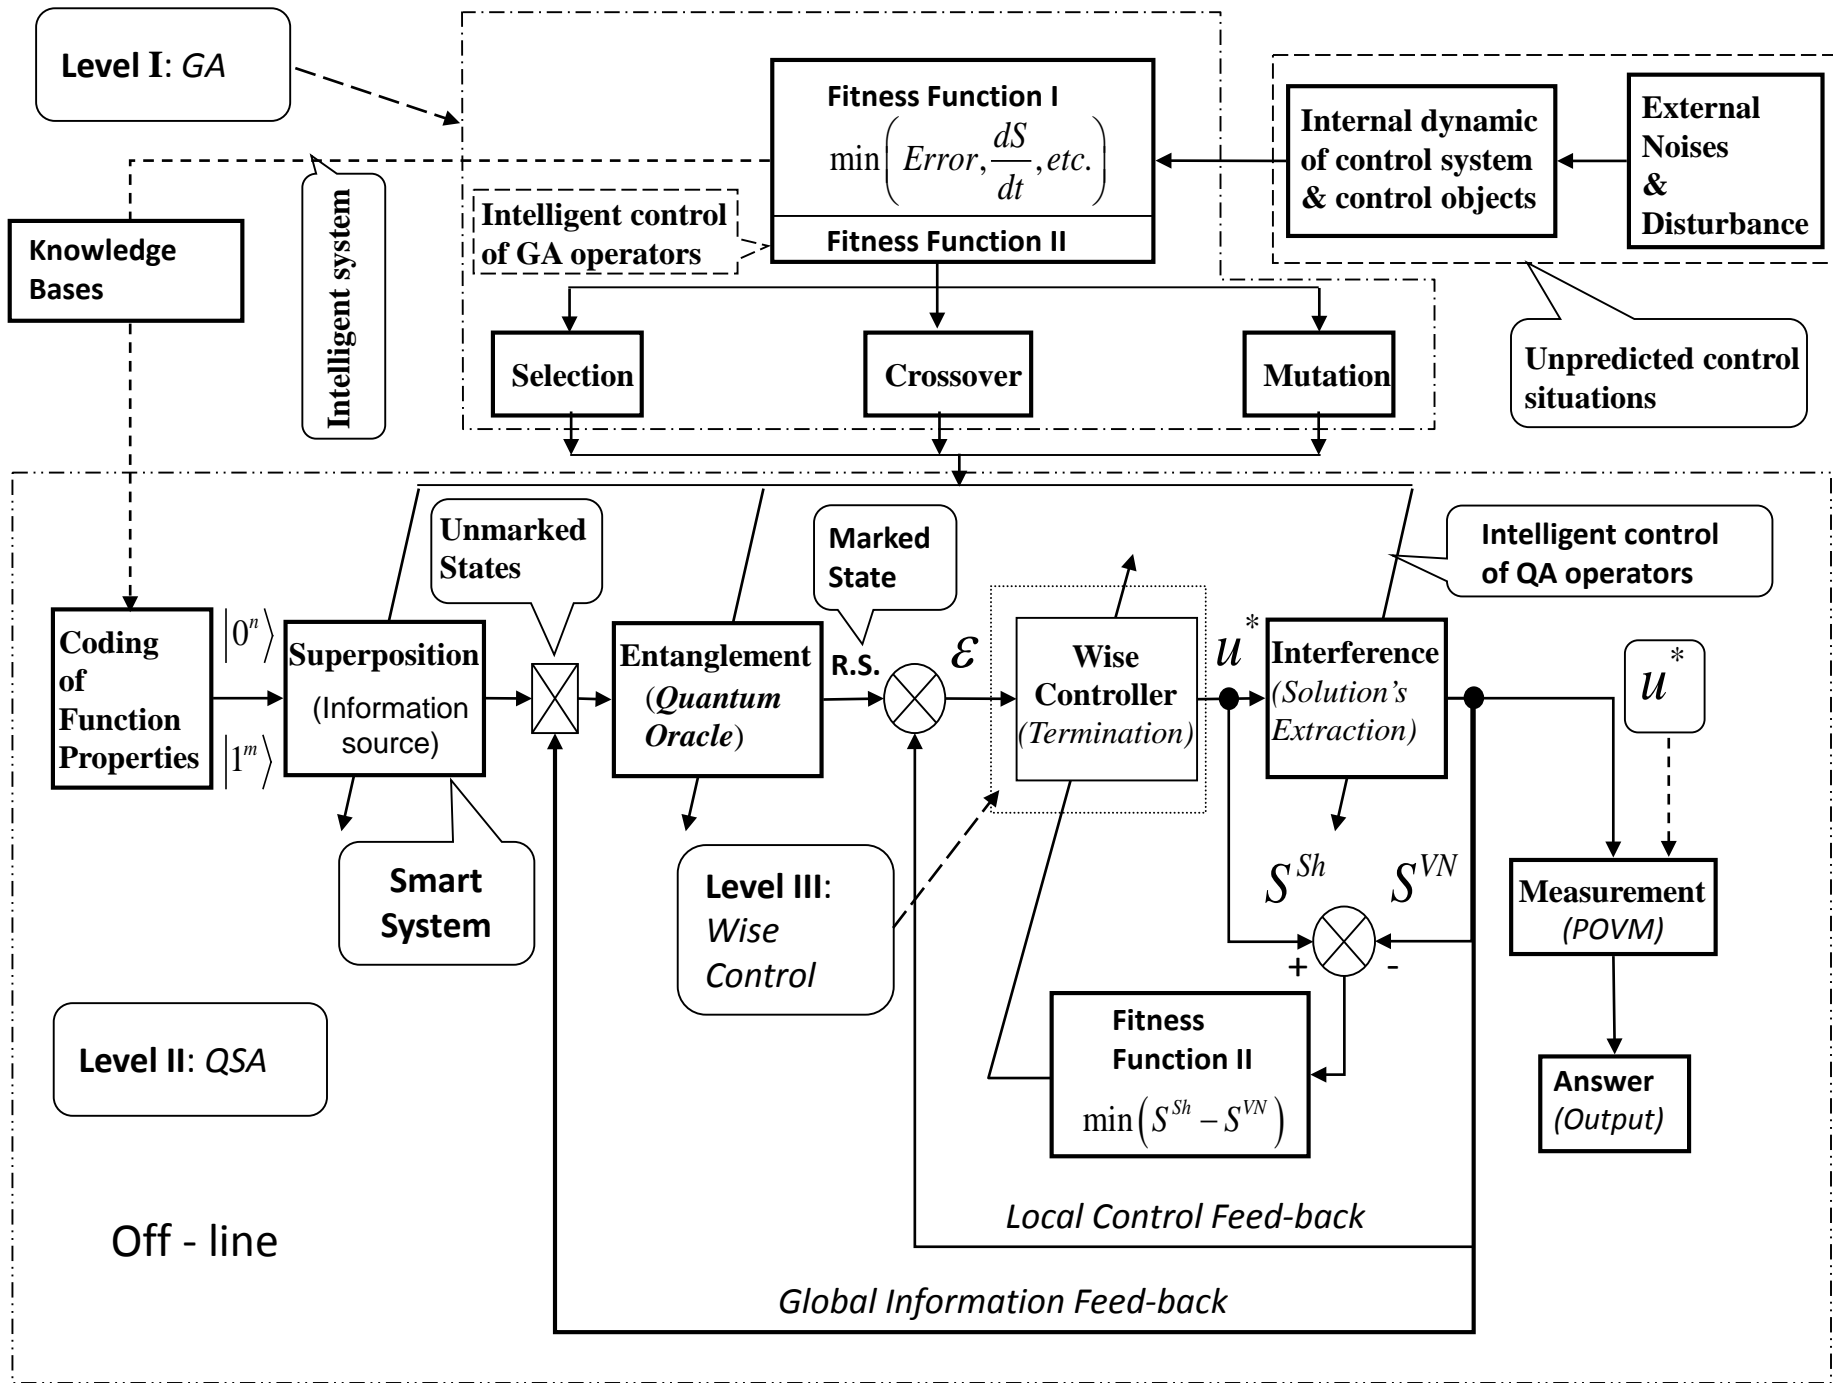 Level I: GA
Fitness Function I
min(Error, dS/dt, etc.)
Fitness Function II
Internal dynamic
of control system
& control objects
External
Noises
&
Disturbance
Intelligent control
of GA operators
Knowledge
Bases
Intelligent system
Unpredicted control
situations
Selection
Crossover
Mutation
Unmarked
States
Marked
State
Intelligent control
of QA operators
Coding
of
Function
Properties
|0ⁿ⟩
|1ᵐ⟩
Superposition
(Information
source)
Entanglement
(Quantum
Oracle)
R.S.
ε
Wise
Controller
(Termination)
u*
Interference
(Solution's
Extraction)
u*
Smart
System
Level III:
Wise
Control
S^Sh
S^VN
+
-
Measurement
(POVM)
Level II: QSA
Fitness
Function II
min(S^Sh − S^VN)
Answer
(Output)
Local Control Feed-back
Off - line
Global Information Feed-back